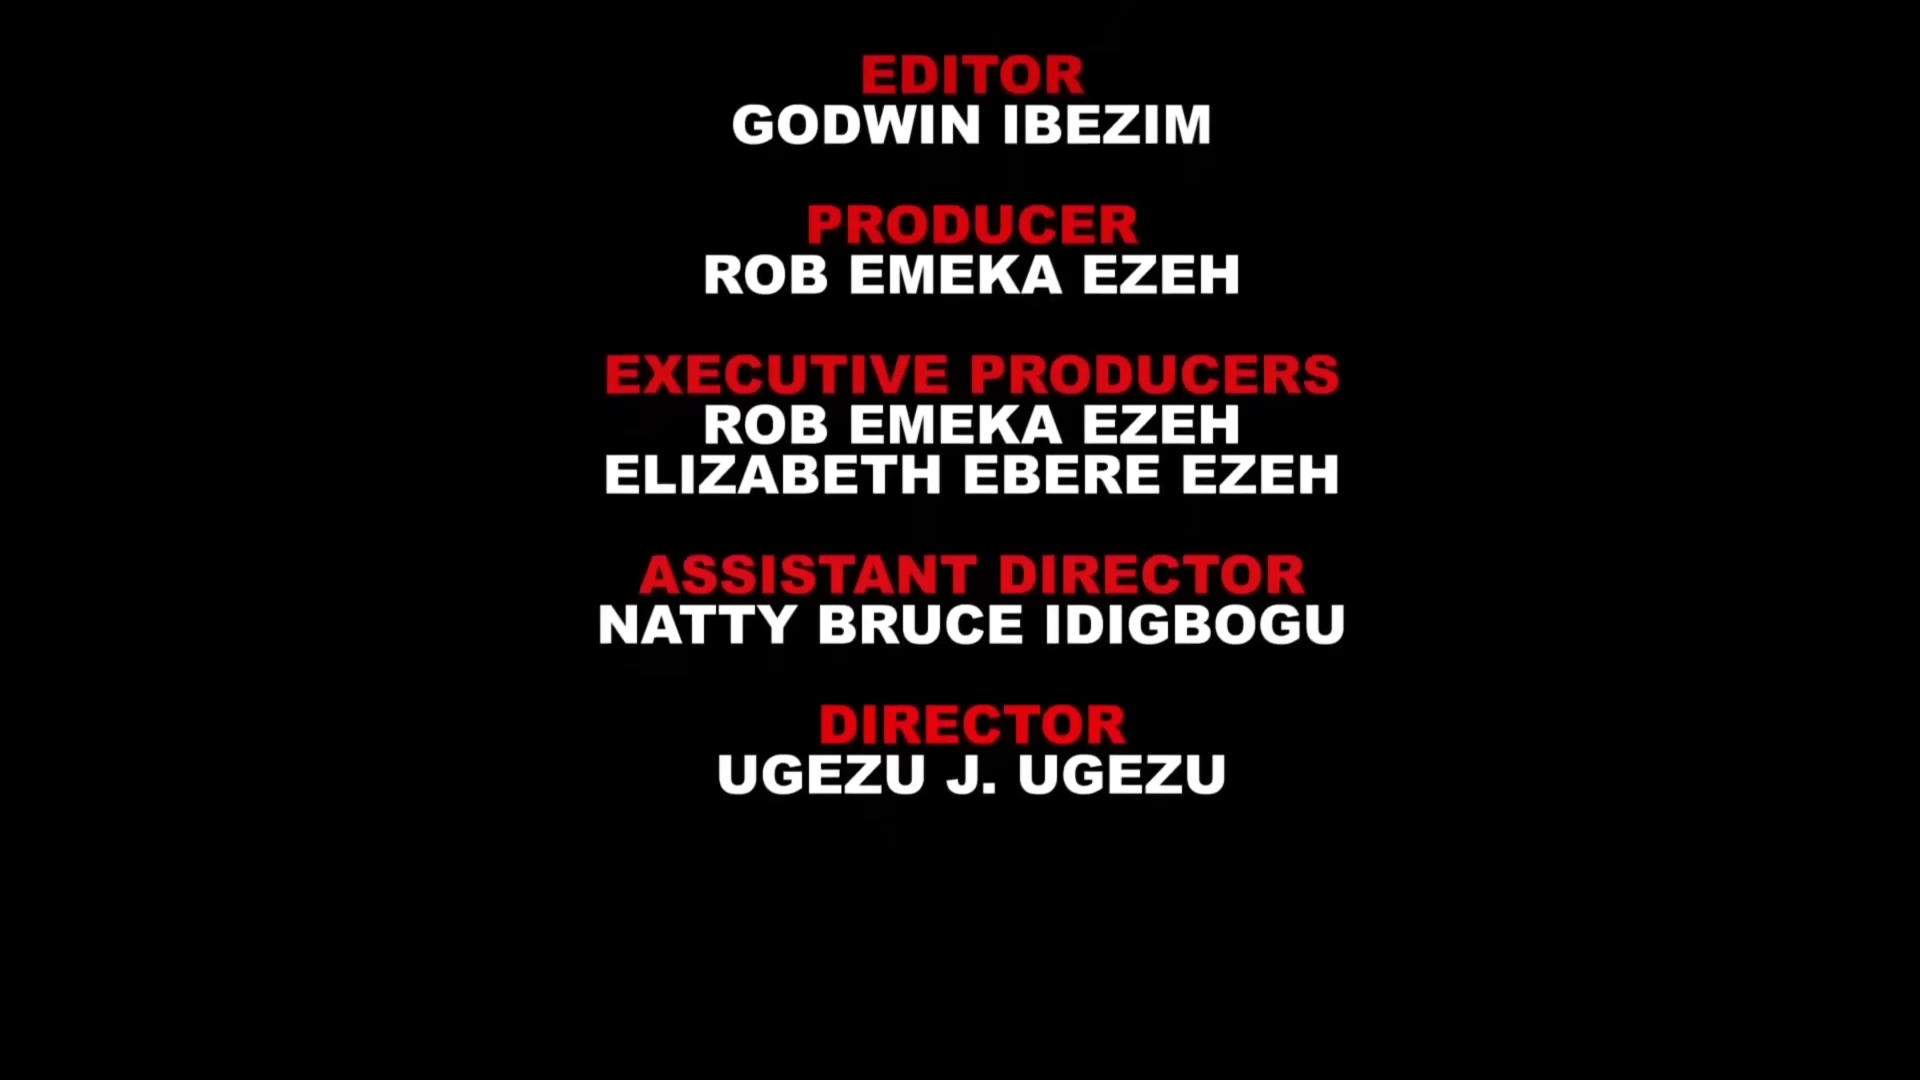 EDITOR
GODWIN IBEZIM
PRODUCER
ROB EMEKA EZEH
EXECUTIVE PRODUCERS
ROB EMEKA EZEH
ELIZABETH EBERE EZEH
ASSISTANT DIRECTOR
NATTY BRUCE IDIGBOGU
DIRECTOR
UGEZU J. UGEZU